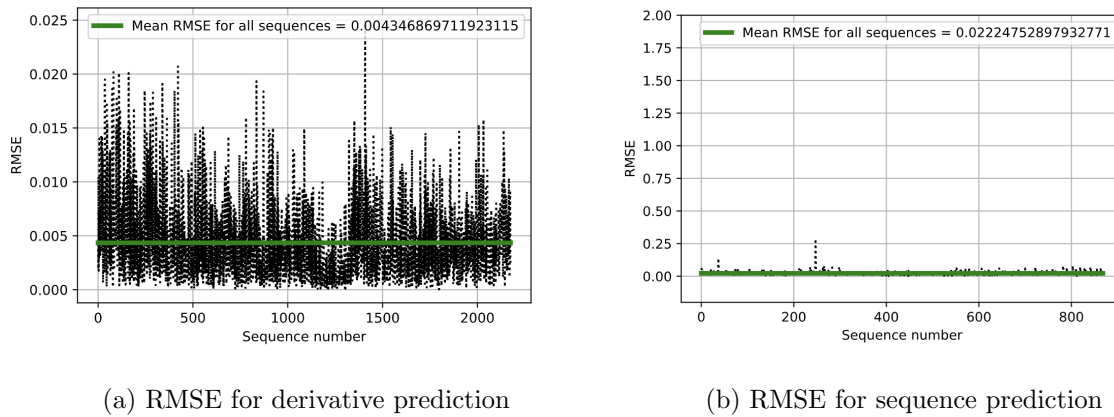 Mean RMSE for all sequences = 0.004346869711923115
0.025
0.020
0.015
0.010
0.005
0.000
RMSE
0 500 1000 1500 2000
Sequence number
(a) RMSE for derivative prediction
Mean RMSE for all sequences = 0.02224752897932771
2.00
1.75
1.50
1.25
1.00
0.75
0.50
0.25
0.00
RMSE
0 200 400 600 800
Sequence number
(b) RMSE for sequence prediction